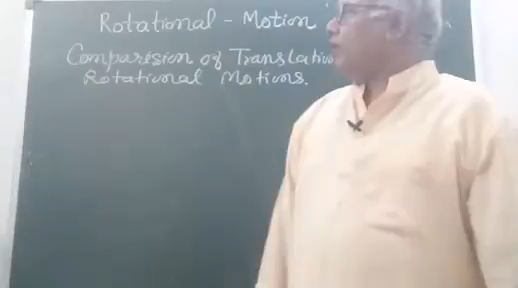 Rotational - Motion
Comparision of Translatio
Rotational Motions.